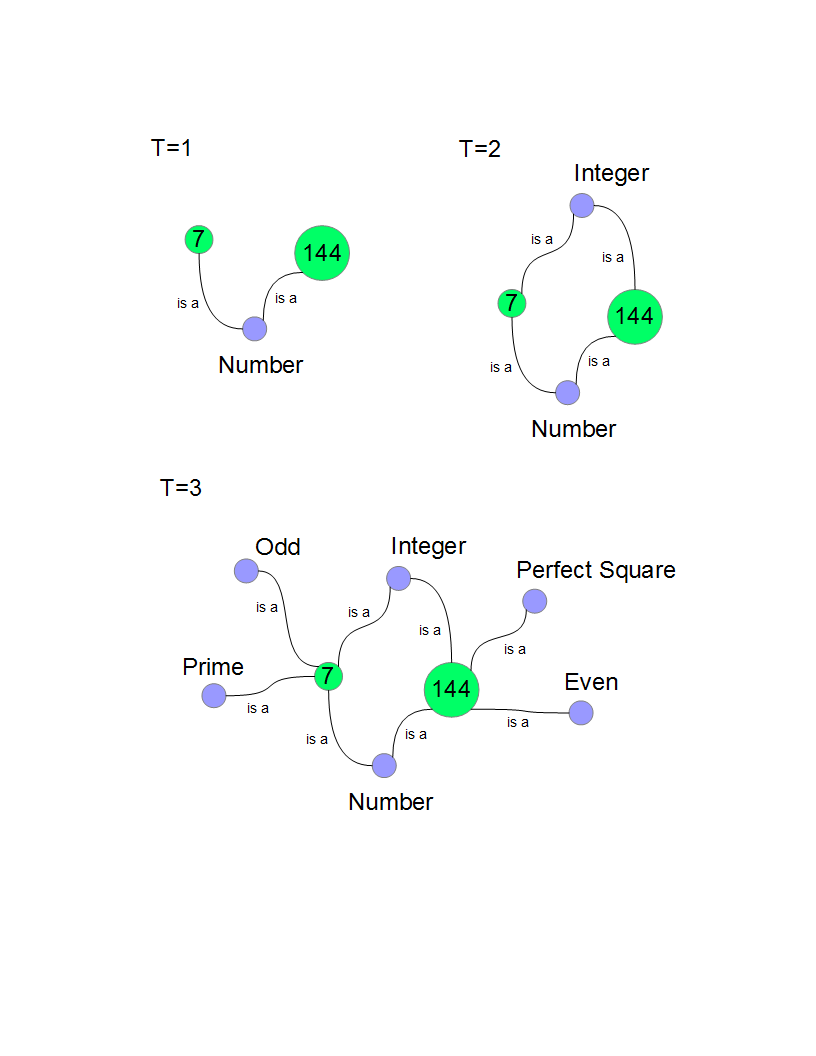 T=1
7
144
is a
is a
Number
T=2
Integer
is a
is a
7
144
is a
is a
Number
T=3
Odd
Integer
Perfect Square
is a
is a
is a
is a
Prime
7
144
Even
is a
is a
is a
is a
Number